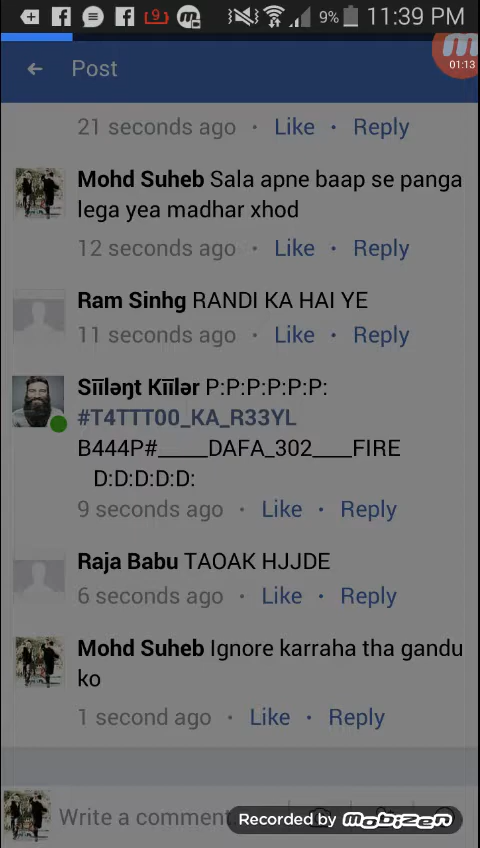 9
9%
11:39 PM
01:13
Post
21 seconds ago · Like · Reply
Mohd Suheb Sala apne baap se panga
lega yea madhar xhod
12 seconds ago · Like · Reply
Ram Sinhg RANDI KA HAI YE
11 seconds ago · Like · Reply
Sīīləŋt Kīīlər P:P:P:P:P:P:
#T4TTT00_KA_R33YL
B444P#_____DAFA_302____FIRE
D:D:D:D:D:
9 seconds ago · Like · Reply
Raja Babu TAOAK HJJDE
6 seconds ago · Like · Reply
Mohd Suheb Ignore karraha tha gandu
ko
1 second ago · Like · Reply
Write a comment.
Recorded by mobizen